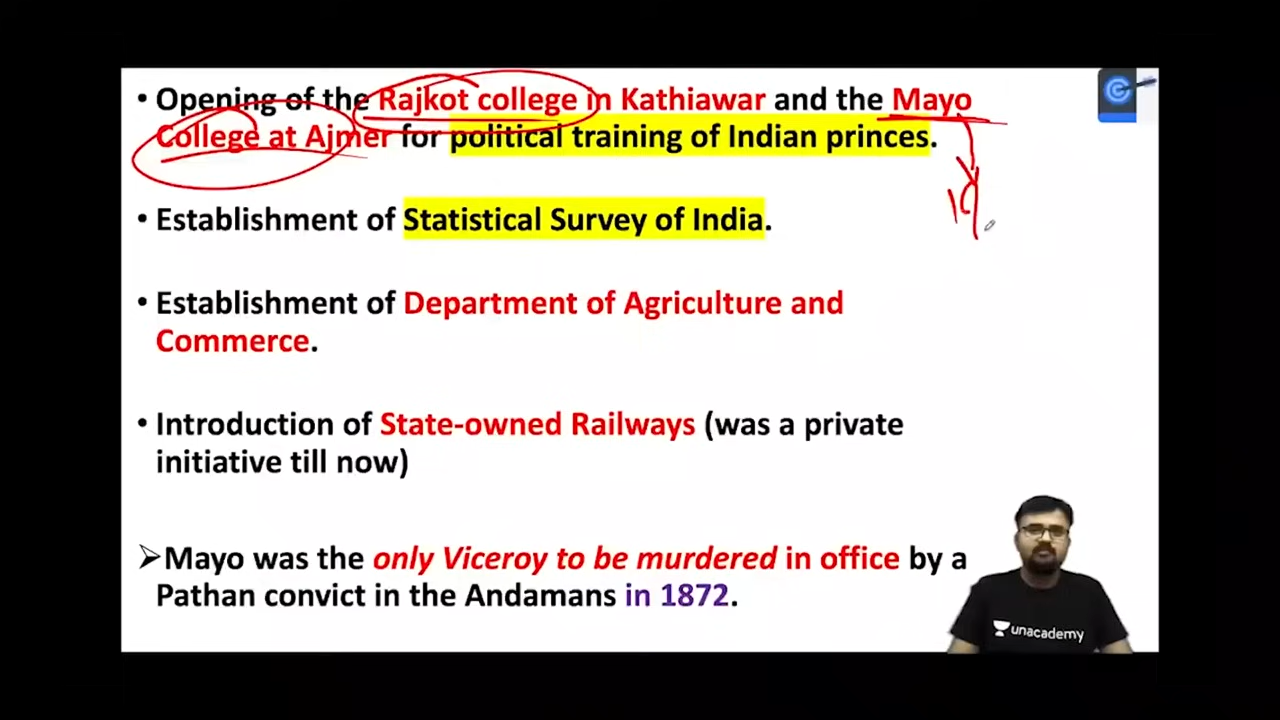 • Opening of the Rajkot college in Kathiawar and the Mayo
College at Ajmer for political training of Indian princes.
• Establishment of Statistical Survey of India.
• Establishment of Department of Agriculture and
Commerce.
• Introduction of State-owned Railways (was a private
initiative till now)
➢Mayo was the only Viceroy to be murdered in office by a
Pathan convict in the Andamans in 1872.
unacademy